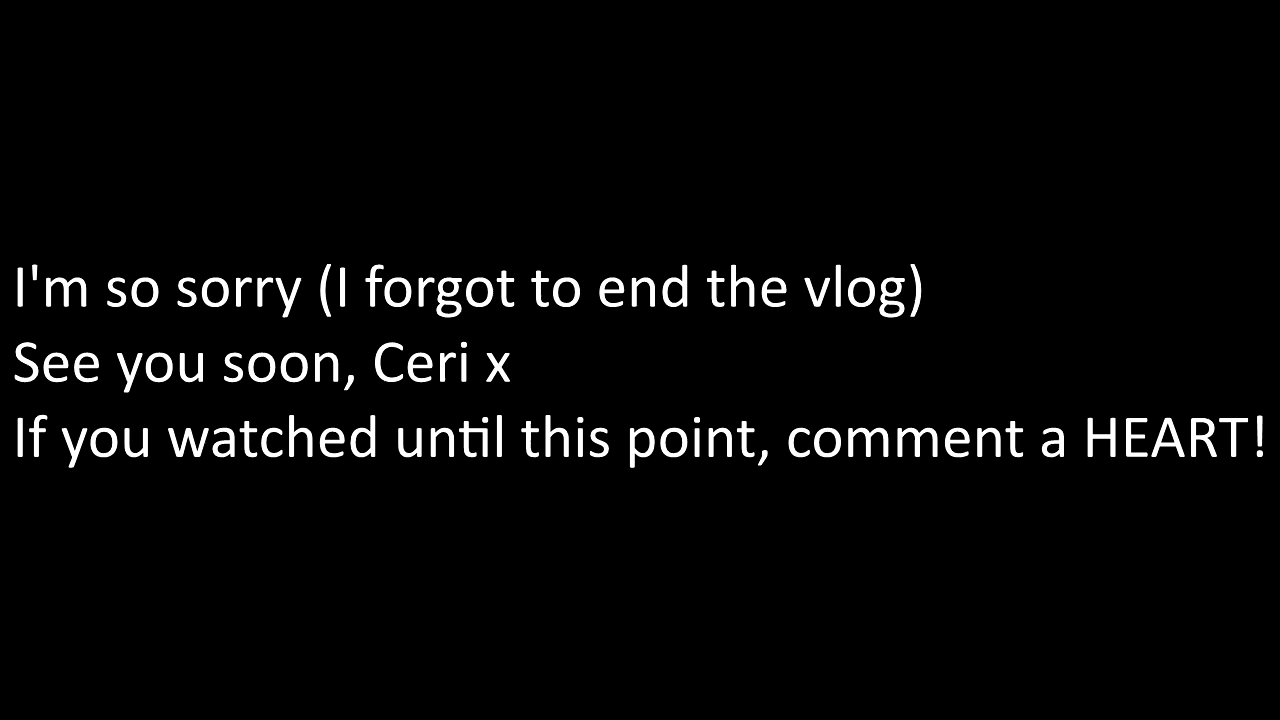 I'm so sorry (I forgot to end the vlog)
See you soon, Ceri x
If you watched until this point, comment a HEART!